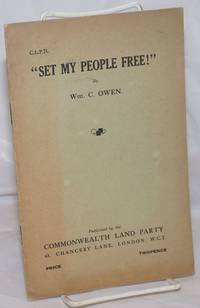 C.L.P.D.
"SET MY PEOPLE FREE!"
By
Wm. C. OWEN.
Published by the
COMMONWEALTH LAND PARTY
43, CHANCERY LANE, LONDON, W.C.2
PRICE TWOPENCE